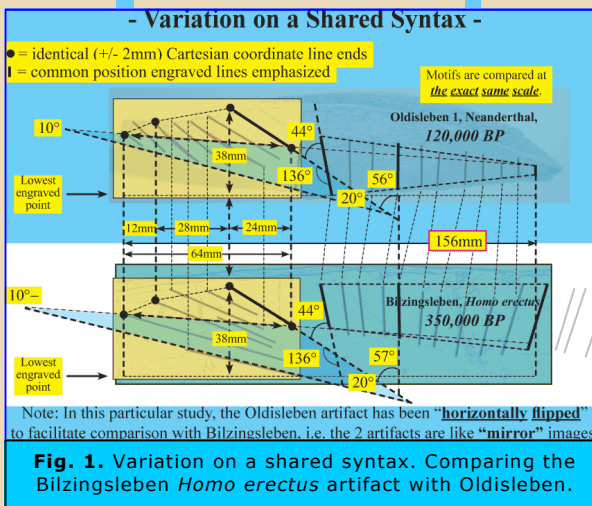 - Variation on a Shared Syntax -
● = identical (+/- 2mm) Cartesian coordinate line ends
| = common position engraved lines emphasized
Motifs are compared at
the exact same scale.
Oldisleben 1, Neanderthal,
120,000 BP
10°
44°
38mm
136°
56°
20°
Lowest
engraved
point
12mm
28mm
24mm
156mm
64mm
10°–
44°
Bilzingsleben, Homo erectus
350,000 BP
38mm
136°
57°
20°
Lowest
engraved
point
Note: In this particular study, the Oldisleben artifact has been “horizontally flipped”
to facilitate comparison with Bilzingsleben, i.e. the 2 artifacts are like “mirror” images
Fig. 1. Variation on a shared syntax. Comparing the
Bilzingsleben Homo erectus artifact with Oldisleben.